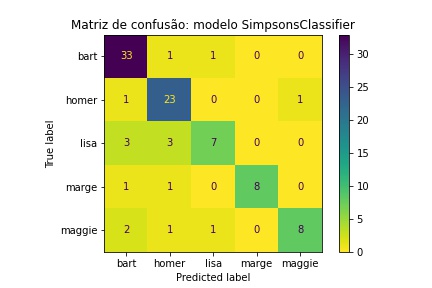 Matriz de confusão: modelo SimpsonsClassifier
bart 33 1 1 0 0
homer 1 23 0 0 1
lisa 3 3 7 0 0
marge 1 1 0 8 0
maggie 2 1 1 0 8
bart homer lisa marge maggie
Predicted label
True label
30
25
20
15
10
5
0